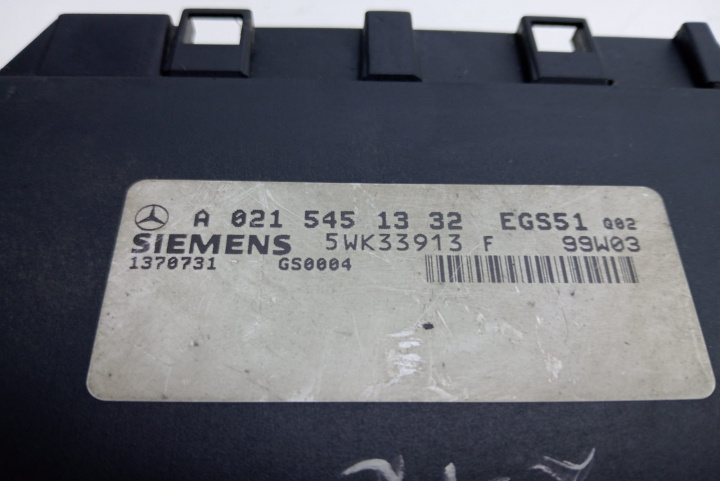 A 021 545 13 32 EGS51 Q02
SIEMENS 5WK33913 F 99W03
1370731 GS0004